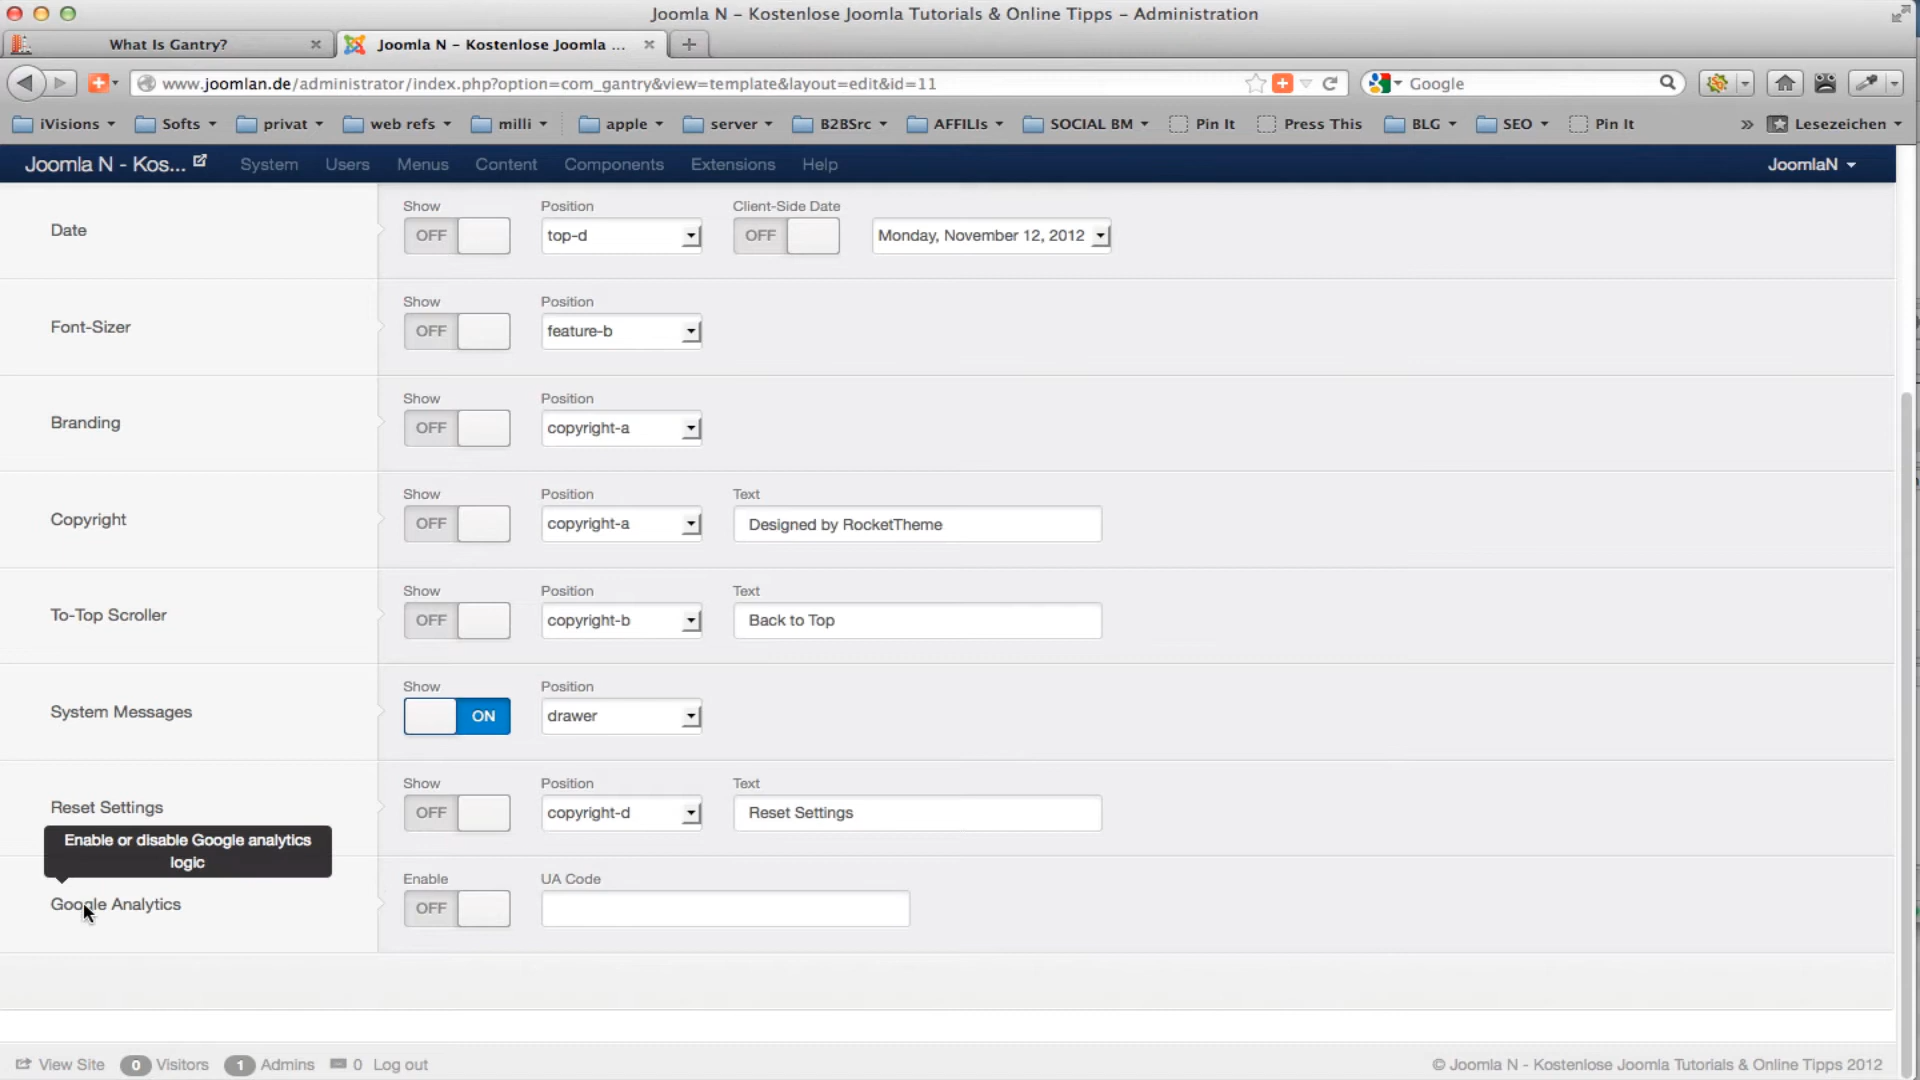 Joomla N – Kostenlose Joomla Tutorials & Online Tipps – Administration
What Is Gantry?
Joomla N – Kostenlose Joomla ...
www.joomlan.de/administrator/index.php?option=com_gantry&view=template&layout=edit&id=11
Google
iVisions
Softs
privat
web refs
milli
apple
server
B2BSrc
AFFILIs
SOCIAL BM
Pin It
Press This
BLG
SEO
Pin It
»
Lesezeichen
Joomla N - Kos...
System
Users
Menus
Content
Components
Extensions
Help
JoomlaN
Date
Show
OFF
Position
top-d
Client-Side Date
OFF
Monday, November 12, 2012
Font-Sizer
Show
OFF
Position
feature-b
Branding
Show
OFF
Position
copyright-a
Copyright
Show
OFF
Position
copyright-a
Text
Designed by RocketTheme
To-Top Scroller
Show
OFF
Position
copyright-b
Text
Back to Top
System Messages
Show
ON
Position
drawer
Reset Settings
Show
OFF
Position
copyright-d
Text
Reset Settings
Enable or disable Google analytics
logic
Google Analytics
Enable
OFF
UA Code
View Site
0 Visitors
1 Admins
0
Log out
© Joomla N - Kostenlose Joomla Tutorials & Online Tipps 2012